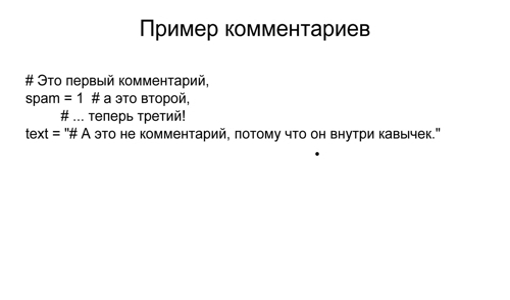 Пример комментариев
# Это первый комментарий,
spam = 1  # а это второй,
# ... теперь третий!
text = "# А это не комментарий, потому что он внутри кавычек."